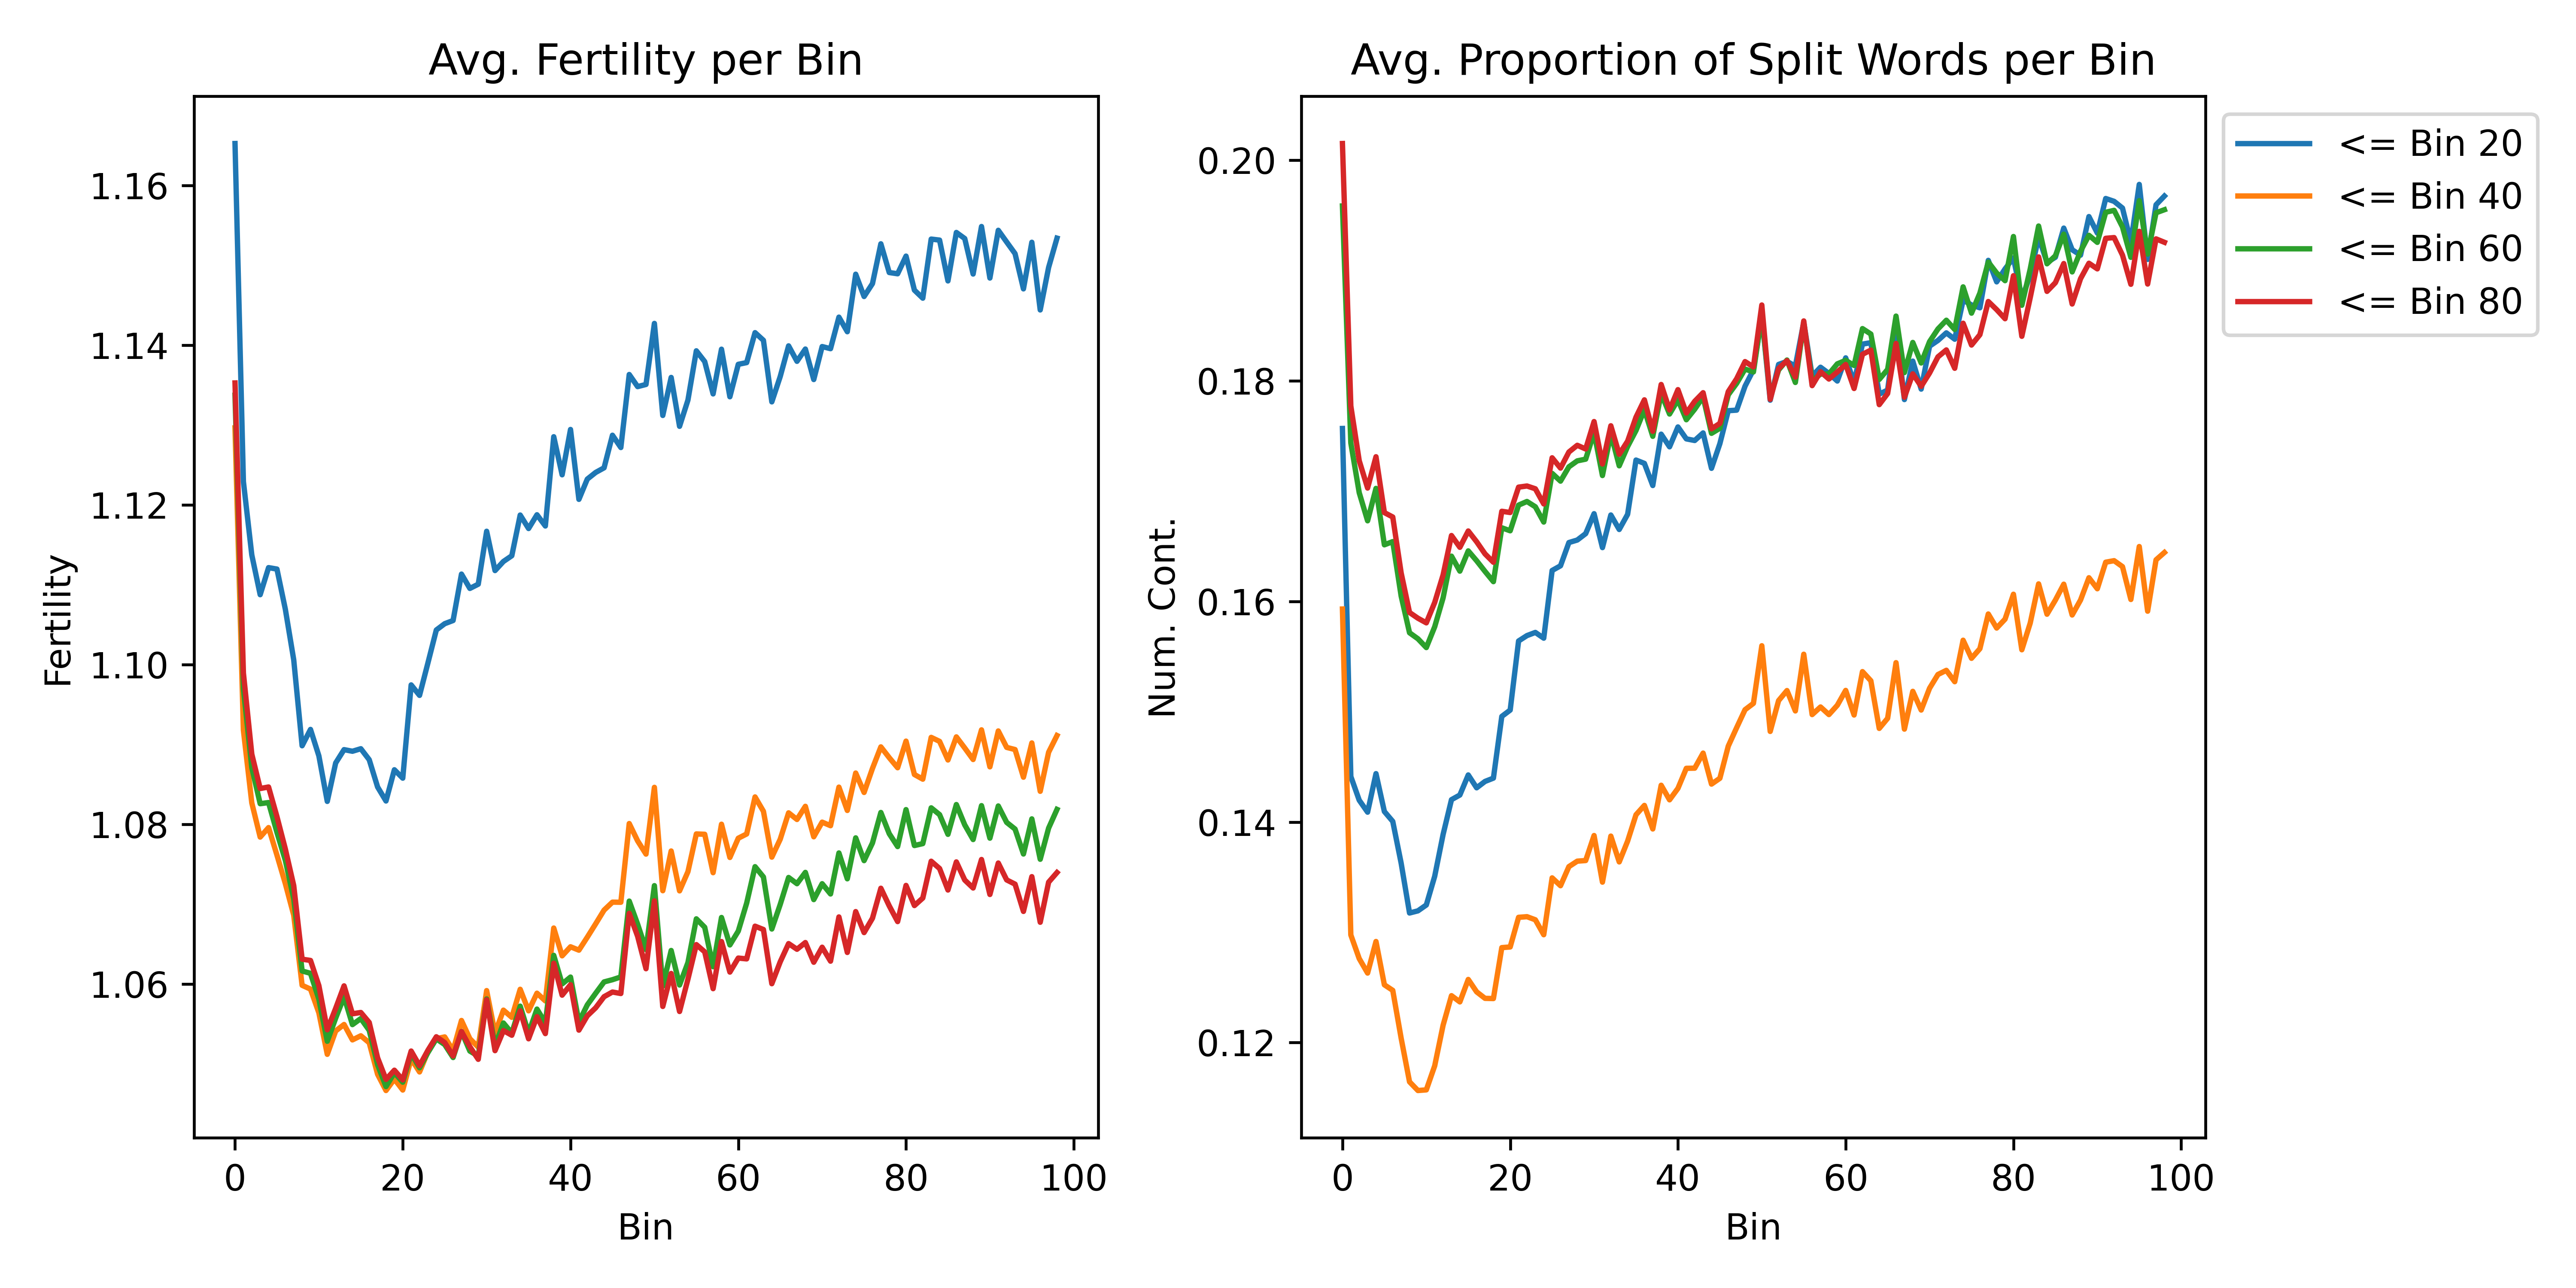 Avg. Fertility per Bin
Fertility
1.16
1.14
1.12
1.10
1.08
1.06
0 20 40 60 80 100
Bin
Avg. Proportion of Split Words per Bin
Num. Cont.
0.20
0.18
0.16
0.14
0.12
0 20 40 60 80 100
Bin
<= Bin 20
<= Bin 40
<= Bin 60
<= Bin 80